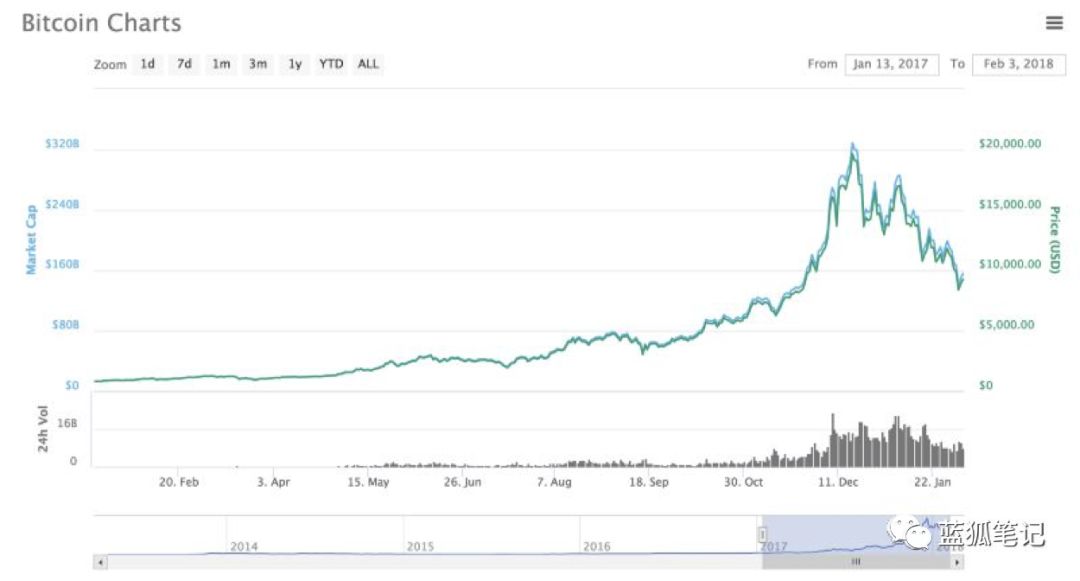 Bitcoin Charts
Zoom 1d 7d 1m 3m 1y YTD ALL From Jan 13, 2017 To Feb 3, 2018
$320B $20,000.00
$240B $15,000.00
$160B $10,000.00
$80B $5,000.00
$0 $0
Market Cap
Price (USD)
24h Vol
16B
0
20. Feb 3. Apr 15. May 26. Jun 7. Aug 18. Sep 30. Oct 11. Dec 22. Jan
2014 2015 2016 2017 2018
蓝狐笔记